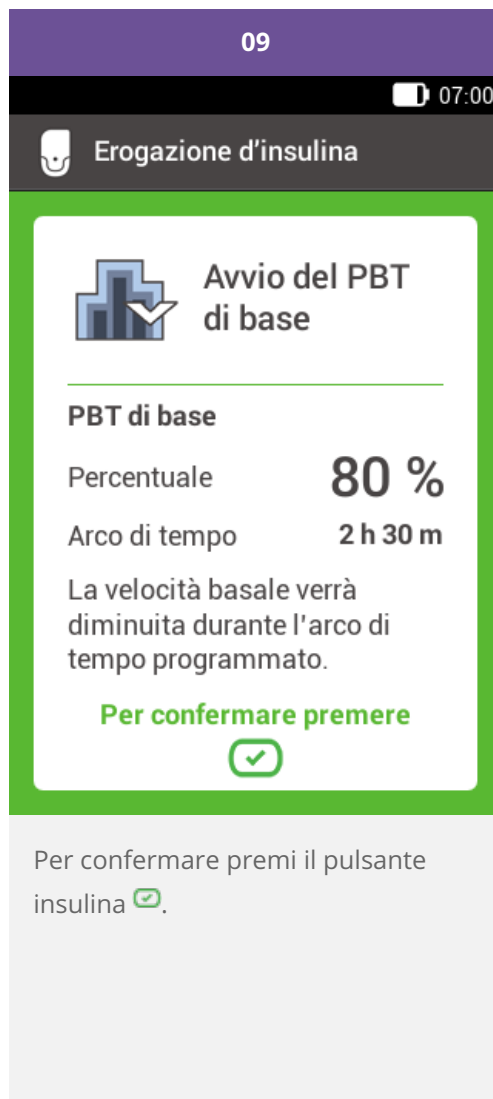 09
07:00
Erogazione d'insulina
Avvio del PBT
di base
PBT di base
Percentuale 80 %
Arco di tempo 2 h 30 m
La velocità basale verrà
diminuita durante l'arco di
tempo programmato.
Per confermare premere
Per confermare premi il pulsante
insulina .